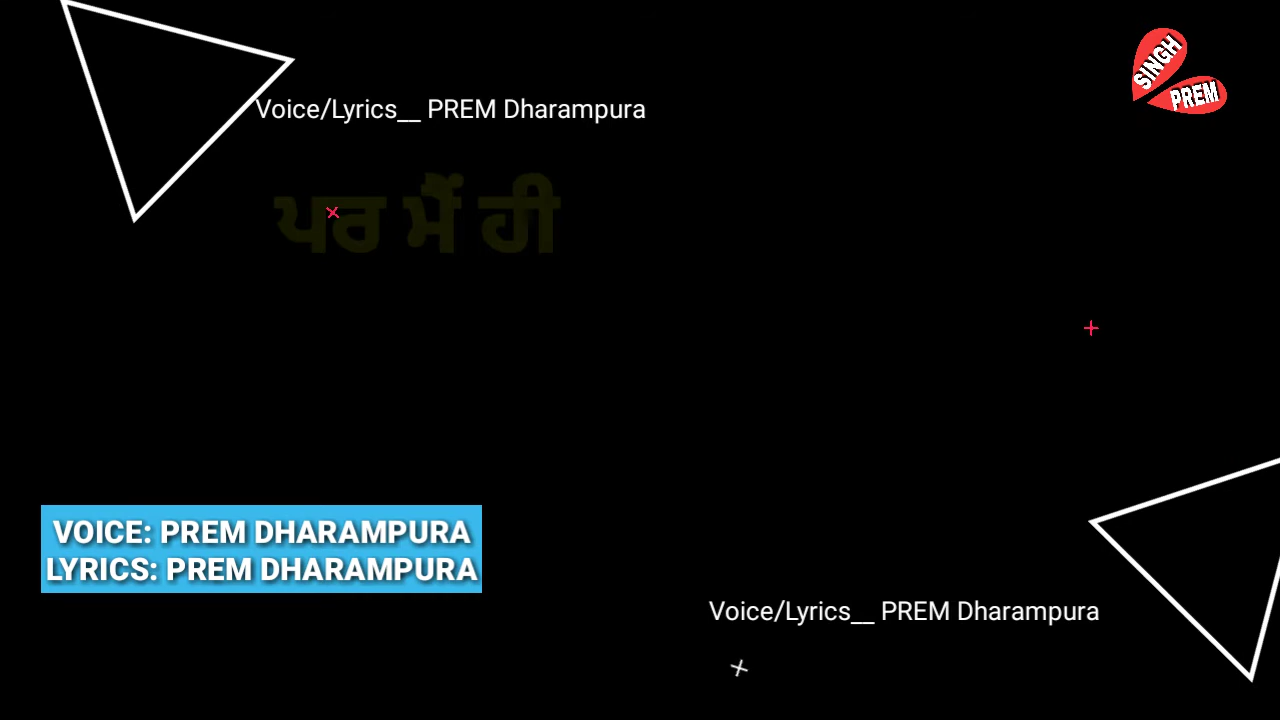 SINGH
PREM
Voice/Lyrics__ PREM Dharampura
ਪਰ ਮੈਂ ਹੀ
VOICE: PREM DHARAMPURA
LYRICS: PREM DHARAMPURA
Voice/Lyrics__ PREM Dharampura